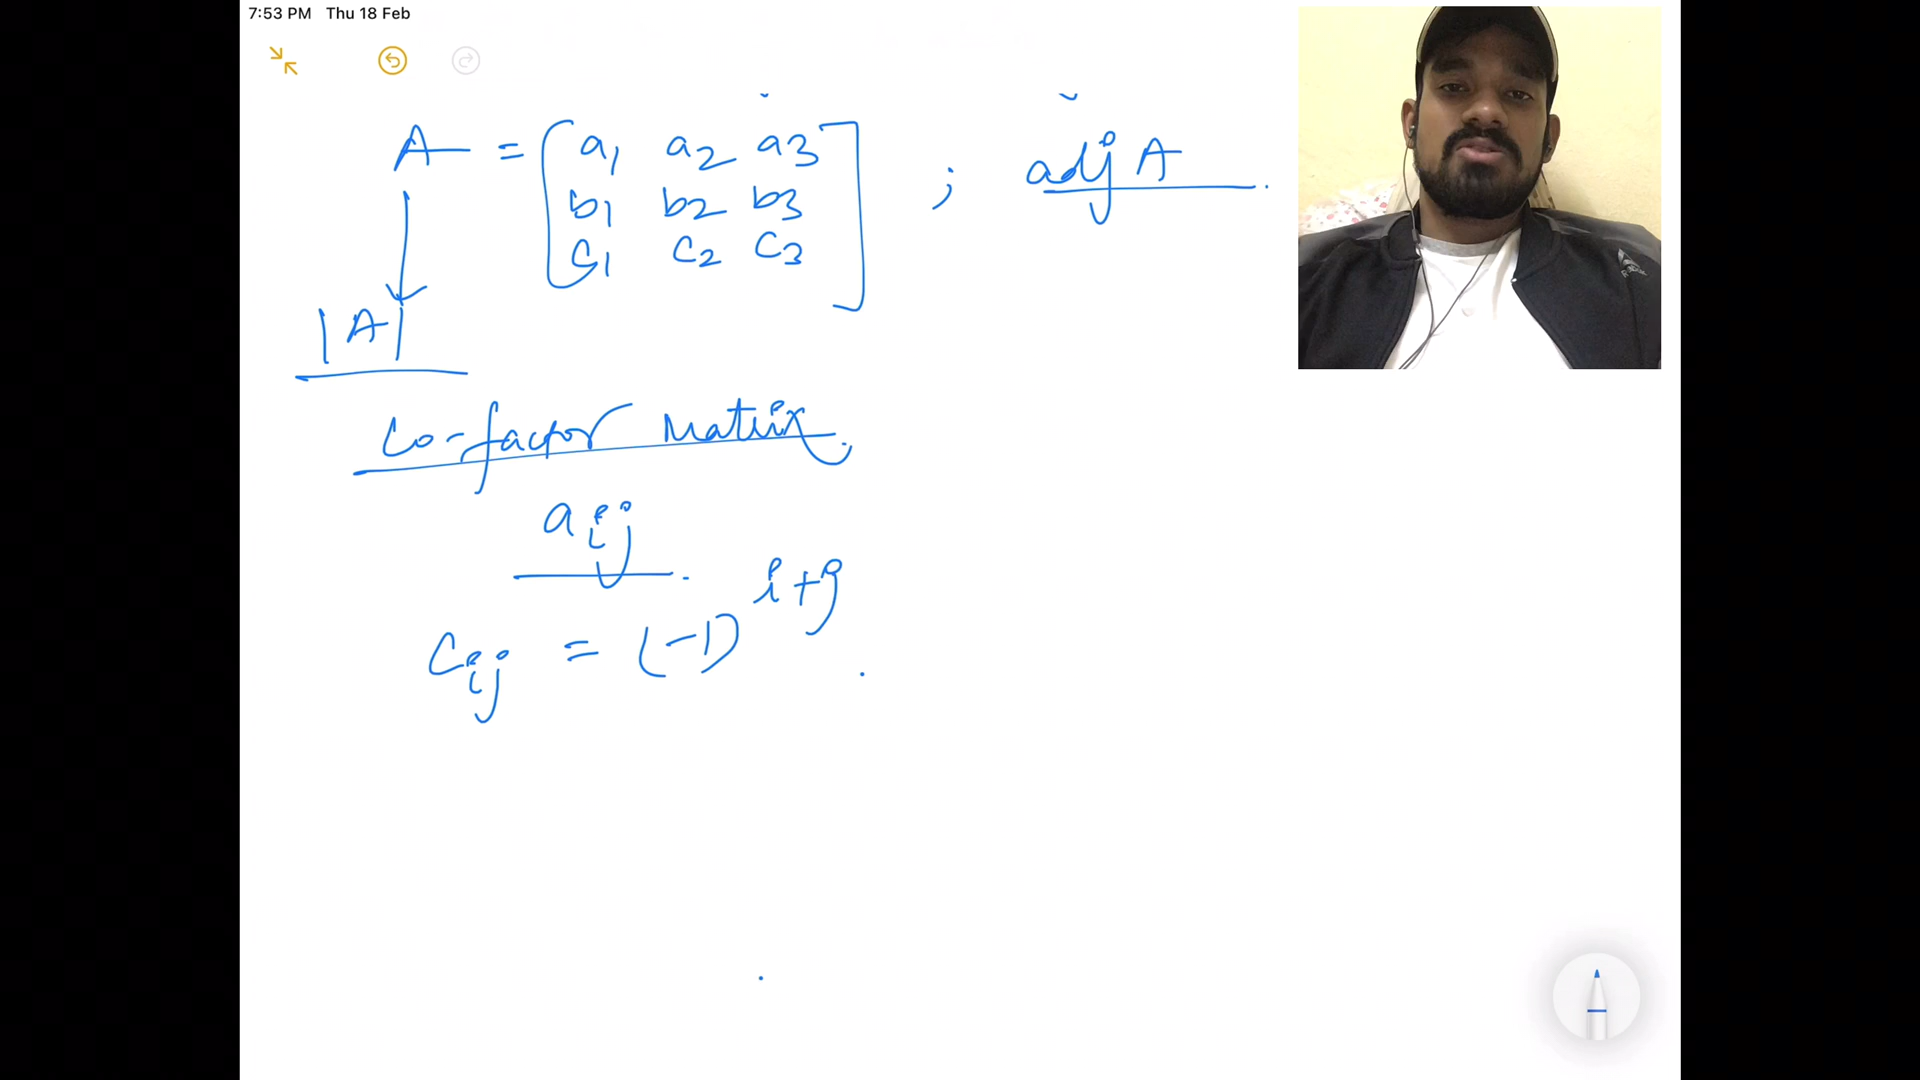 7:53 PM Thu 18 Feb
A = [a1 a2 a3 ; adj A
b1 b2 b3
c1 c2 c3]
|A|
Co-factor Matrix
aij
Cij = (-1)^i+j